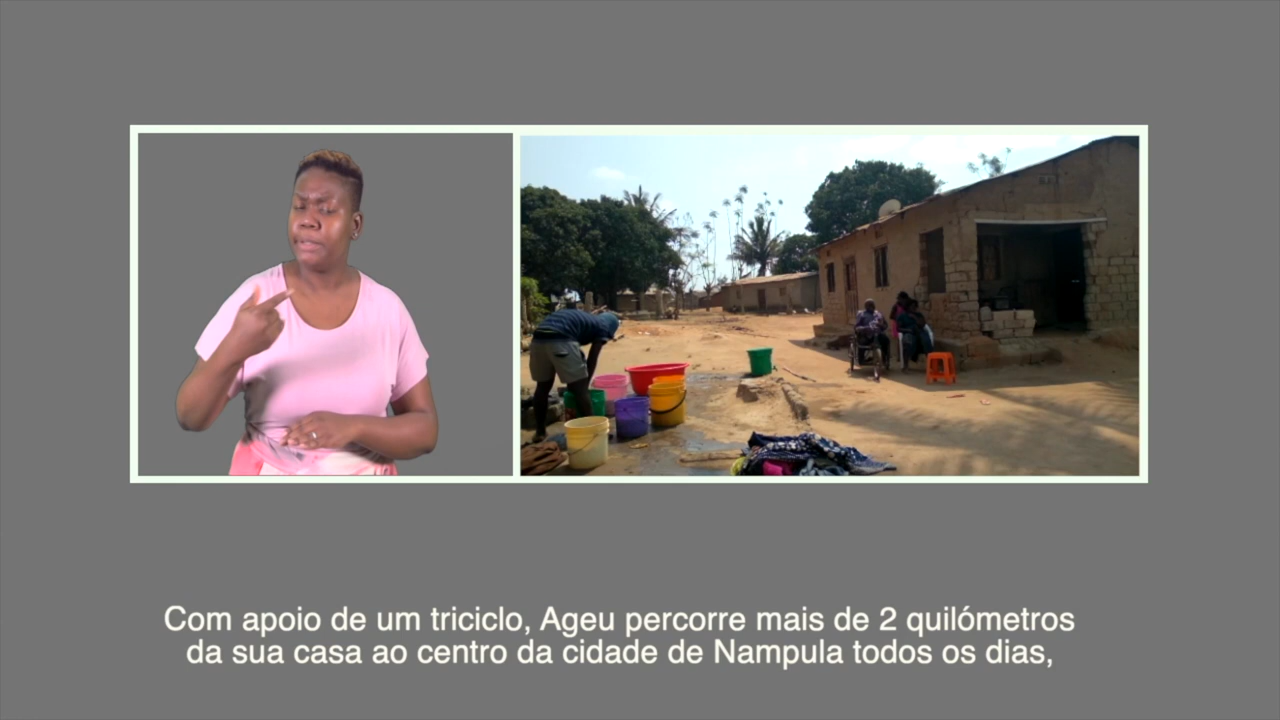 Com apoio de um triciclo, Ageu percorre mais de 2 quilómetros
da sua casa ao centro da cidade de Nampula todos os dias,